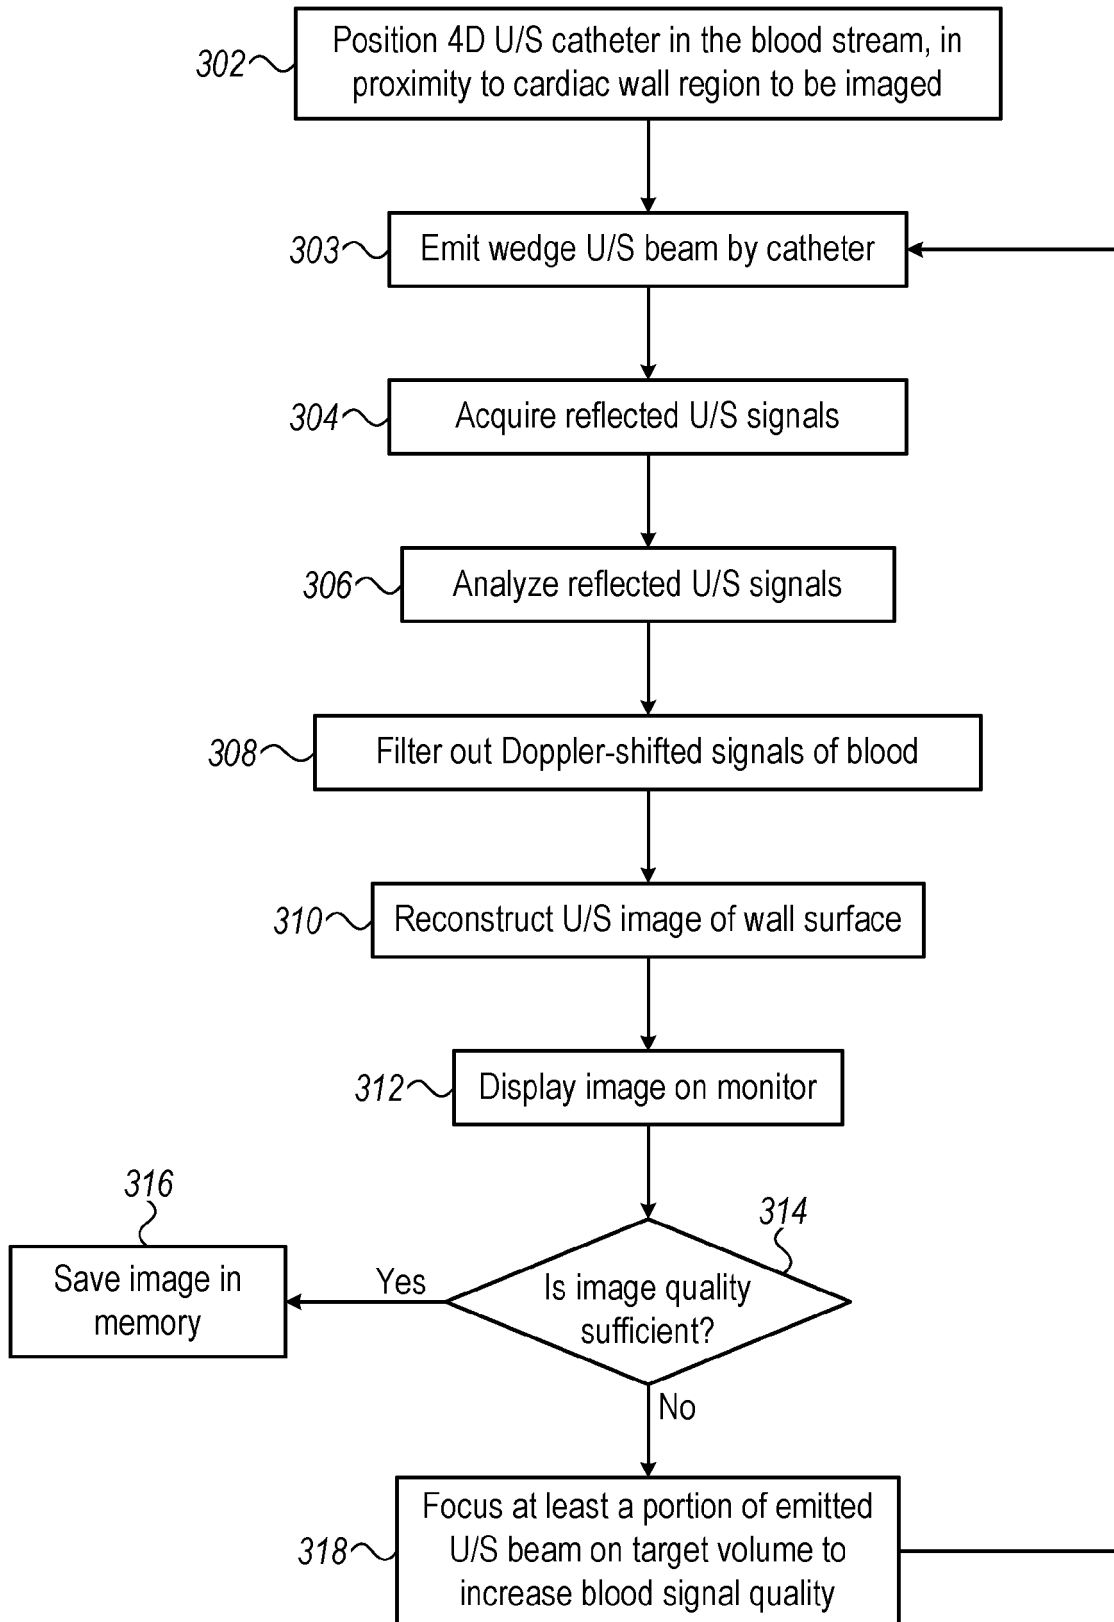 302
Position 4D U/S catheter in the blood stream, in
proximity to cardiac wall region to be imaged
303
Emit wedge U/S beam by catheter
304
Acquire reflected U/S signals
306
Analyze reflected U/S signals
308
Filter out Doppler-shifted signals of blood
310
Reconstruct U/S image of wall surface
312
Display image on monitor
316
314
Save image in
memory
Yes
Is image quality
sufficient?
No
318
Focus at least a portion of emitted
U/S beam on target volume to
increase blood signal quality